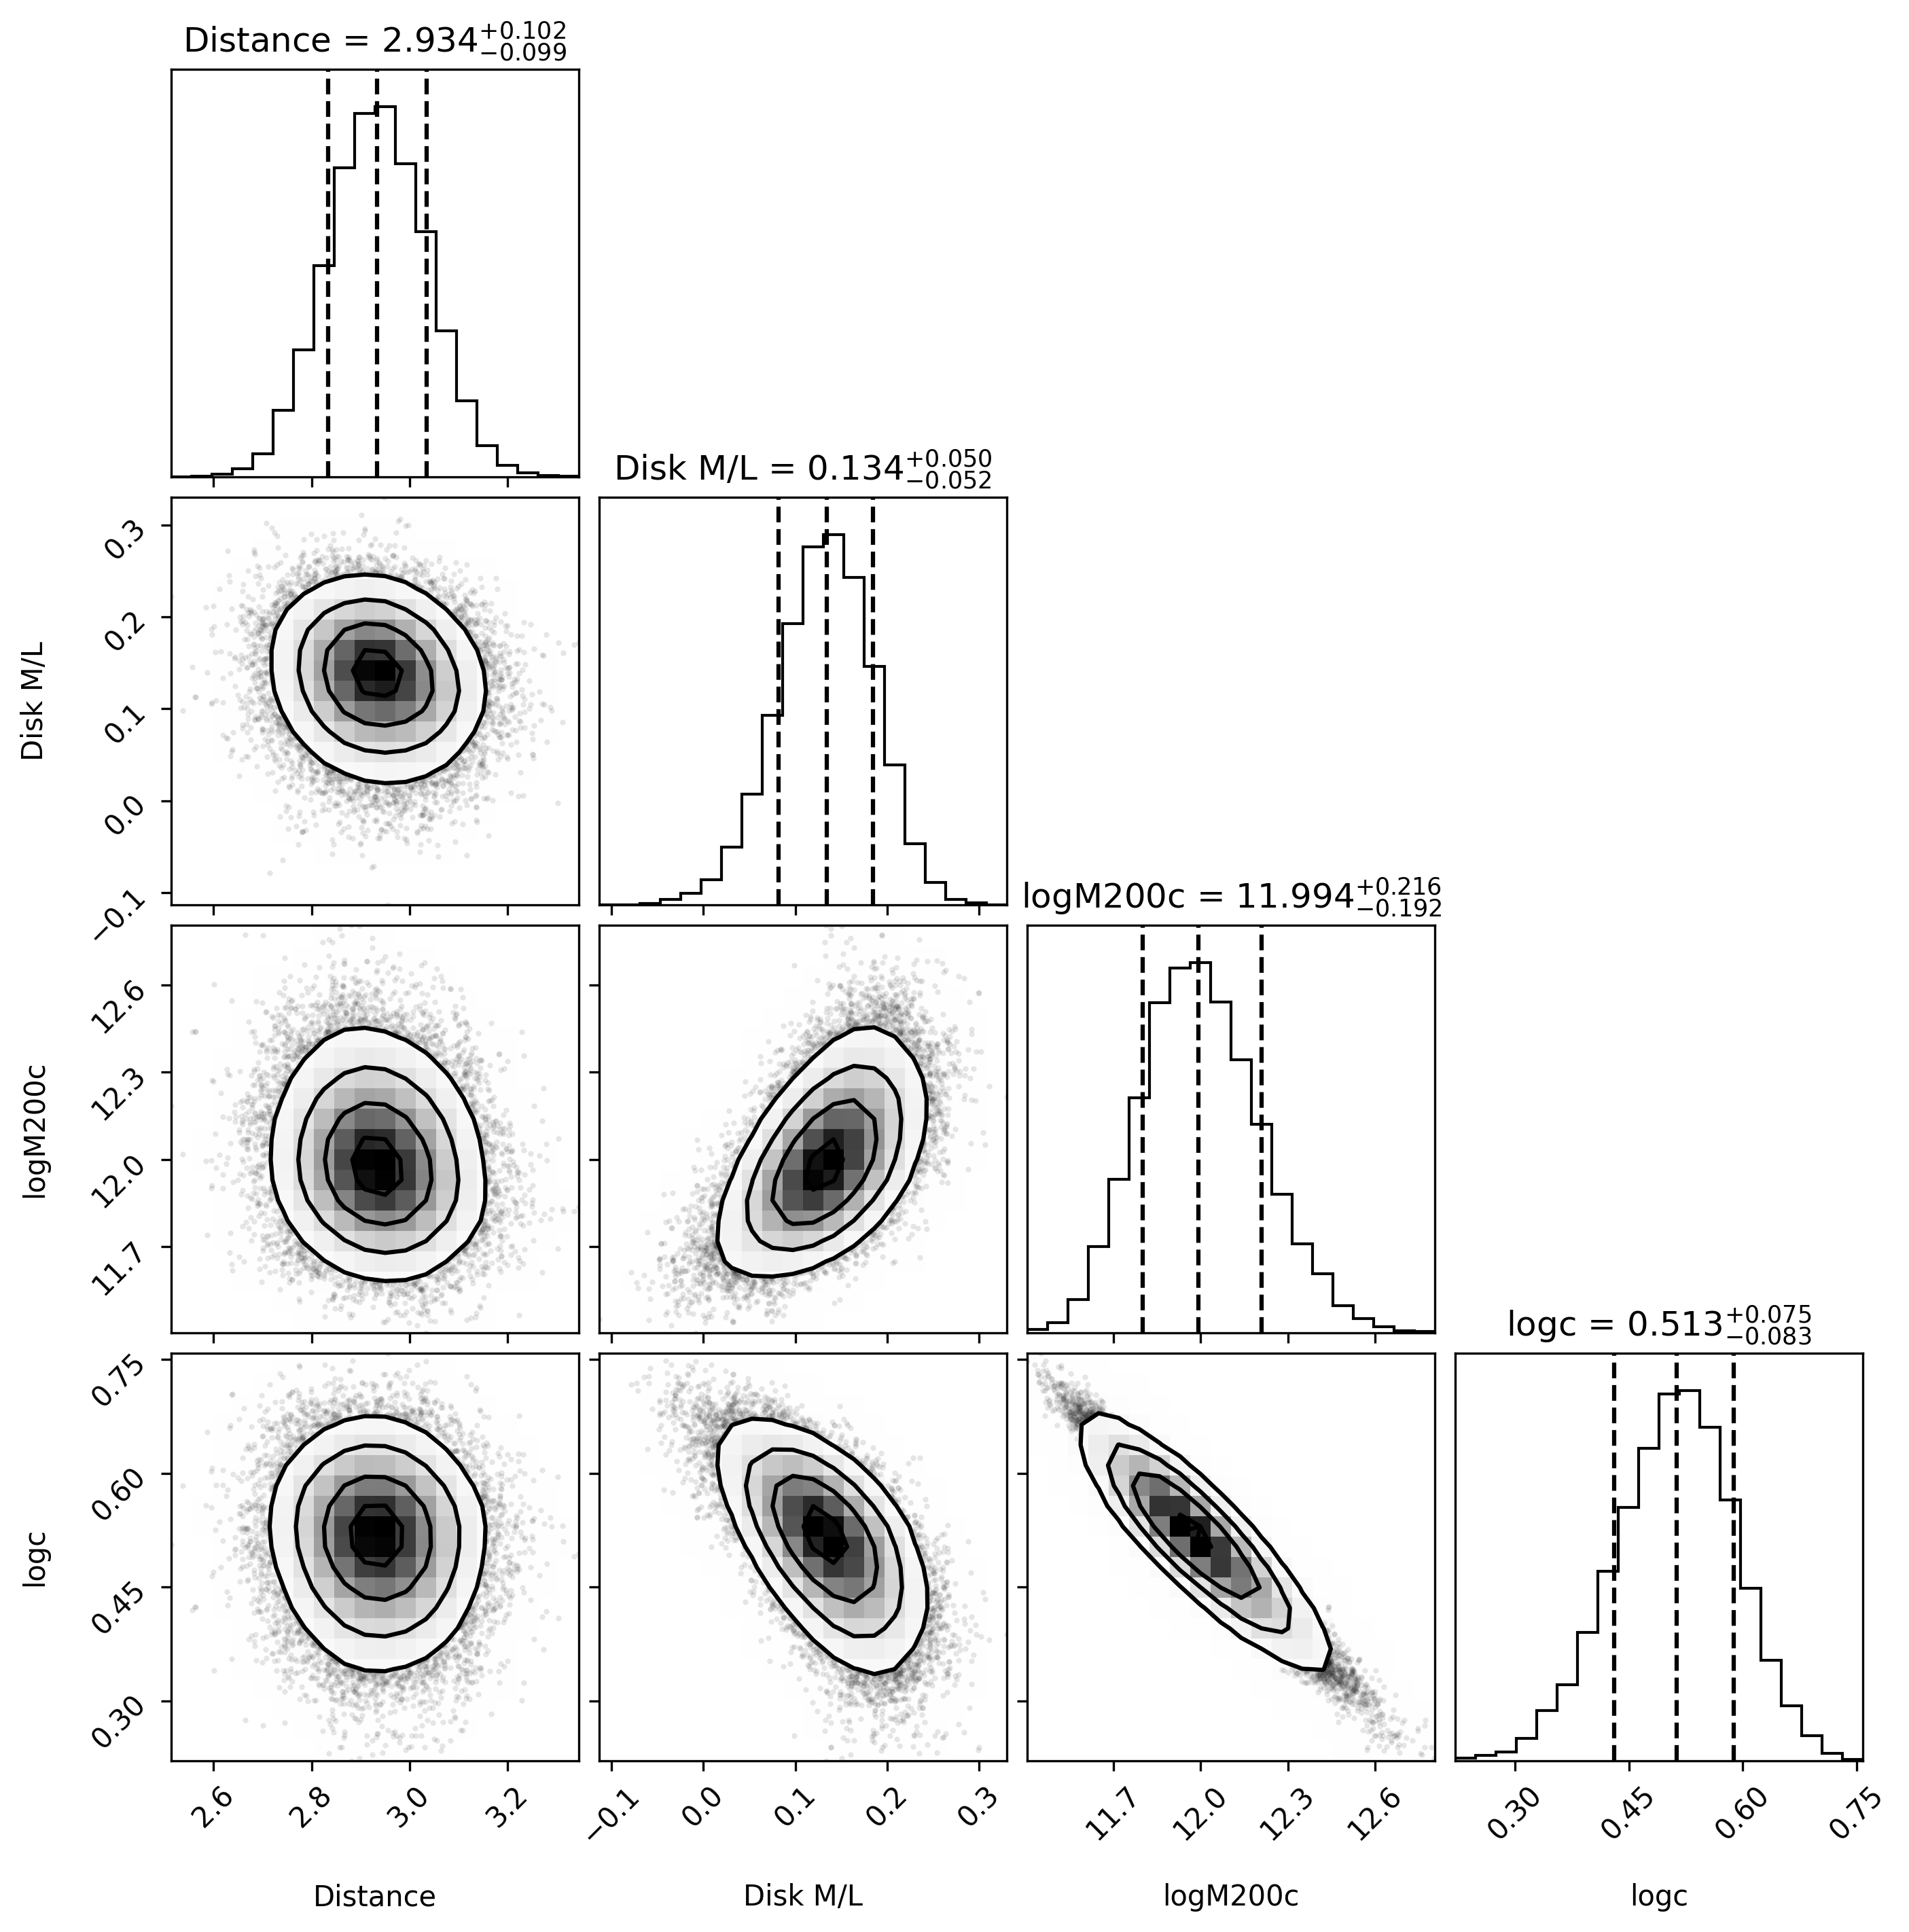 Distance = 2.934+0.102
−0.099
Disk M/L = 0.134+0.050
−0.052
0.3
0.2
0.1
0.0
−0.1
Disk M/L
logM200c = 11.994+0.216
−0.192
12.6
12.3
12.0
11.7
logM200c
logc = 0.513+0.075
−0.083
0.75
0.60
0.45
0.30
logc
2.6 2.8 3.0 3.2
−0.1 0.0 0.1 0.2 0.3
11.7 12.0 12.3 12.6
0.30 0.45 0.60 0.75
Distance
Disk M/L
logM200c
logc